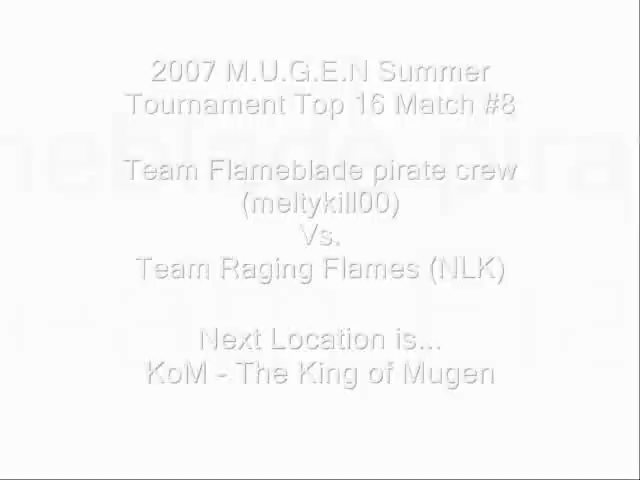 2007 M.U.G.E.N Summer
Tournament Top 16 Match #8
Team Flameblade pirate crew
(meltykill00)
Vs.
Team Raging Flames (NLK)
Next Location is...
KoM - The King of Mugen